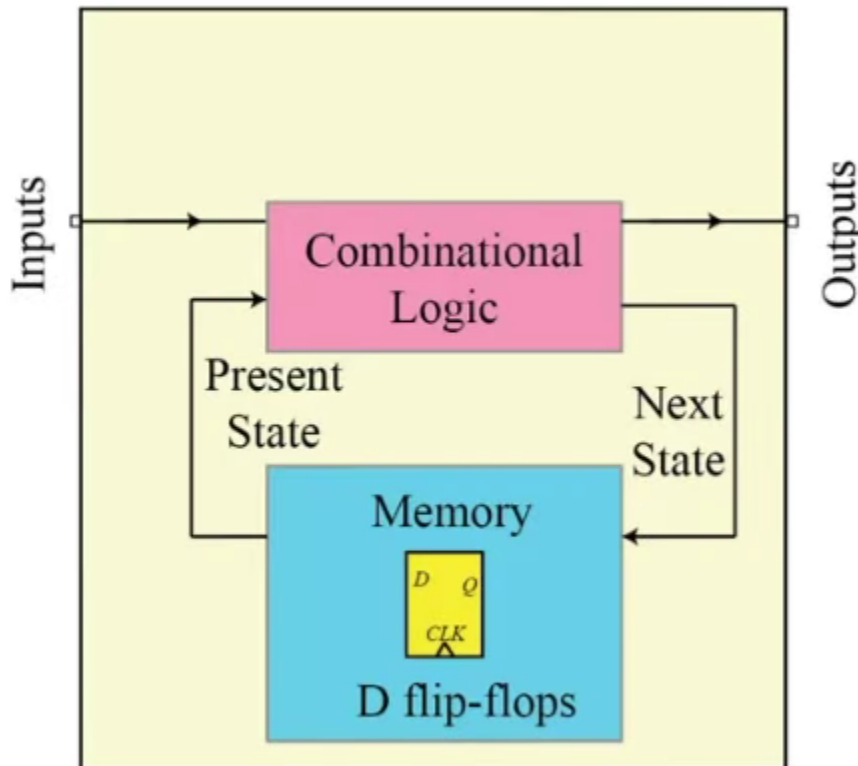 Inputs
Outputs
Combinational
Logic
Present
State
Next
State
Memory
D Q
CLK
D flip-flops